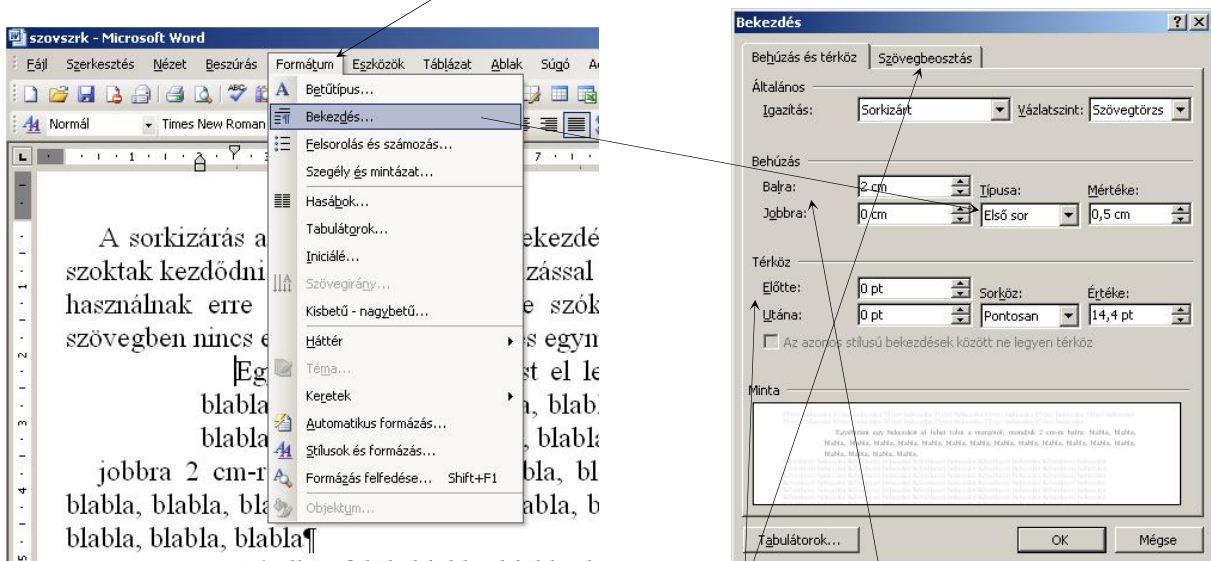 szovszrk - Microsoft Word
Fájl Szerkesztés Nézet Beszúrás Formátum Eszközök Táblázat Ablak Súgó
Normál Times New Roman
Betűtípus...
Bekezdés...
Felsorolás és számozás...
Szegély és mintázat...
Hasábok...
Tabulátorok...
Iniciálé...
Szövegirány...
Kisbetű - nagybetű...
Háttér
Téma...
Keretek
Automatikus formázás...
Stílusok és formázás...
Formázás felfedése... Shift+F1
Objektum...
A sorkizárás a
szoktak kezdődni
használnak erre
szövegben nincs
blabla
blabla
jobbra 2
blabla, blabla,
blabla, blabla, blabla¶
Bekezdés
Behúzás és térköz Szövegbeosztás
Általános
Igazítás: Sorkizárt Vázlatszint: Szövegtörzs
Behúzás
Balra: 2 cm Típusa: Mértéke:
Jobbra: 0 cm Első sor 0,5 cm
Térköz
Előtte: 0 pt Sorköz: Értéke:
Utána: 0 pt Pontosan 14,4 pt
Az azonos stílusú bekezdések között ne legyen térköz
Minta
Tabulátorok... OK Mégse